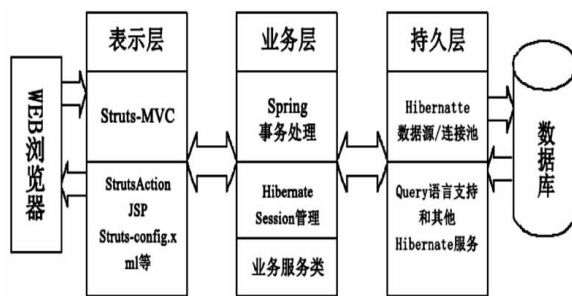 WEB浏览器
表示层
Struts-MVC
StrutsAction
JSP
Struts-config.x
ml等
业务层
Spring
事务处理
Hibernate
Session管理
业务服务类
持久层
Hibernatte
数据源/连接池
Query语言支持
和其他
Hibernate服务
数据库